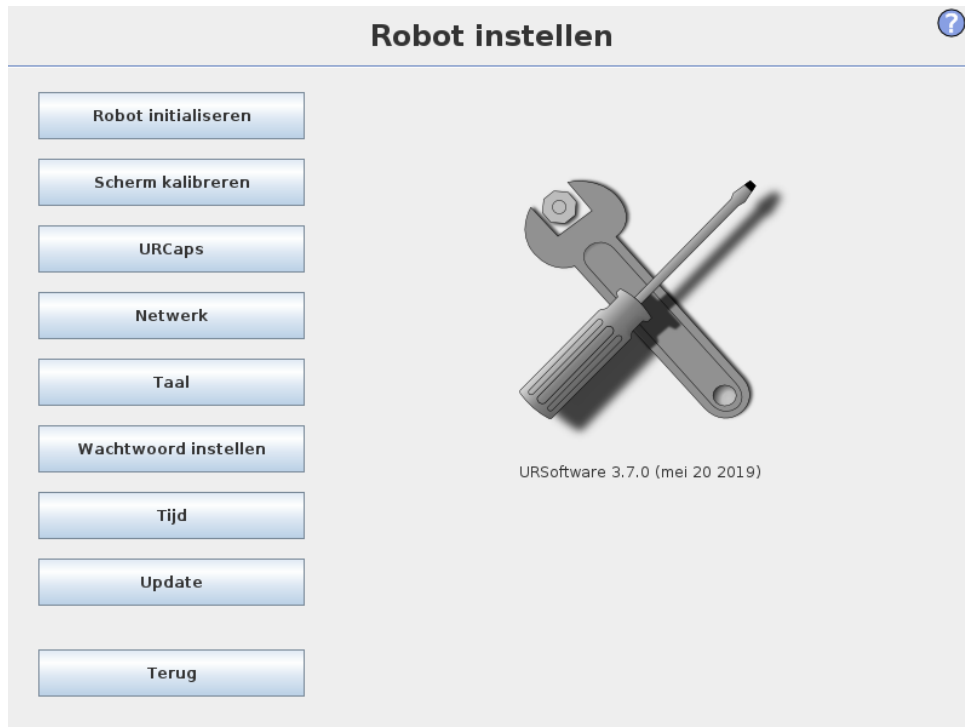 Robot instellen
?
Robot initialiseren
Scherm kalibreren
URCaps
Netwerk
Taal
Wachtwoord instellen
Tijd
Update
Terug
URSoftware 3.7.0 (mei 20 2019)